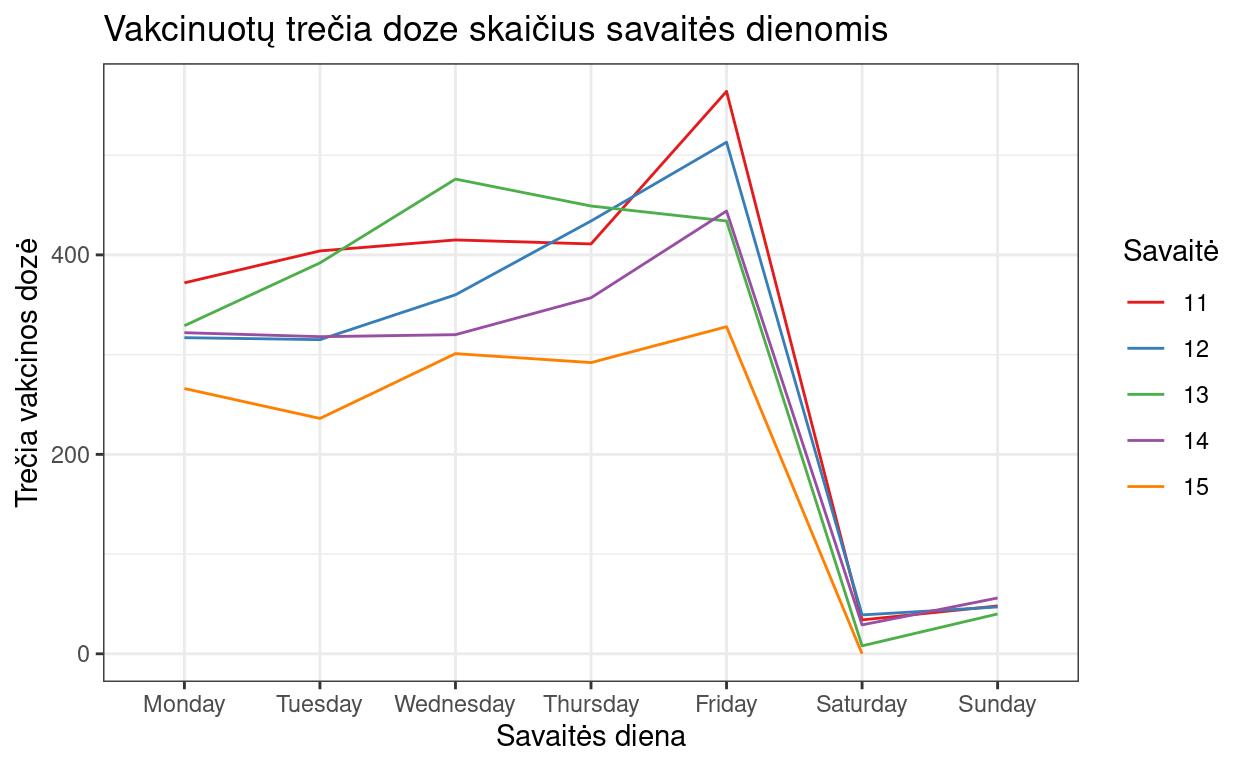 Vakcinuotų trečia doze skaičius savaitės dienomis
Trečia vakcinos dozė
400
200
0
Monday Tuesday Wednesday Thursday Friday Saturday Sunday
Savaitės diena
Savaitė
11
12
13
14
15